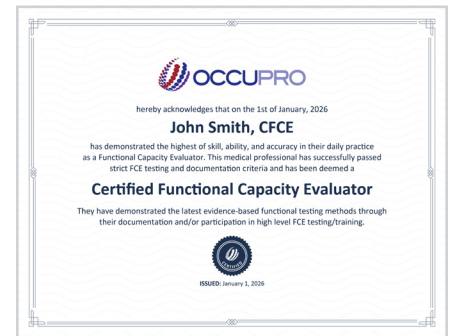 OCCUPRO
hereby acknowledges that on the 1st of January, 2026
John Smith, CFCE
has demonstrated the highest of skill, ability, and accuracy in their daily practice
as a Functional Capacity Evaluator. This medical professional has successfully passed
strict FCE testing and documentation criteria and has been deemed a
Certified Functional Capacity Evaluator
They have demonstrated the latest evidence-based functional testing methods through
their documentation and/or participation in high level FCE testing/training.
CERTIFIED
ISSUED: January 1, 2026